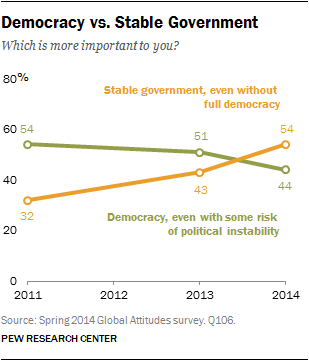 Democracy vs. Stable Government
Which is more important to you?
80%
Stable government, even without
full democracy
60
54
51
54
40
43
44
32
Democracy, even with some risk
of political instability
20
0
2011
2012
2013
2014
Source: Spring 2014 Global Attitudes survey. Q106.
PEW RESEARCH CENTER